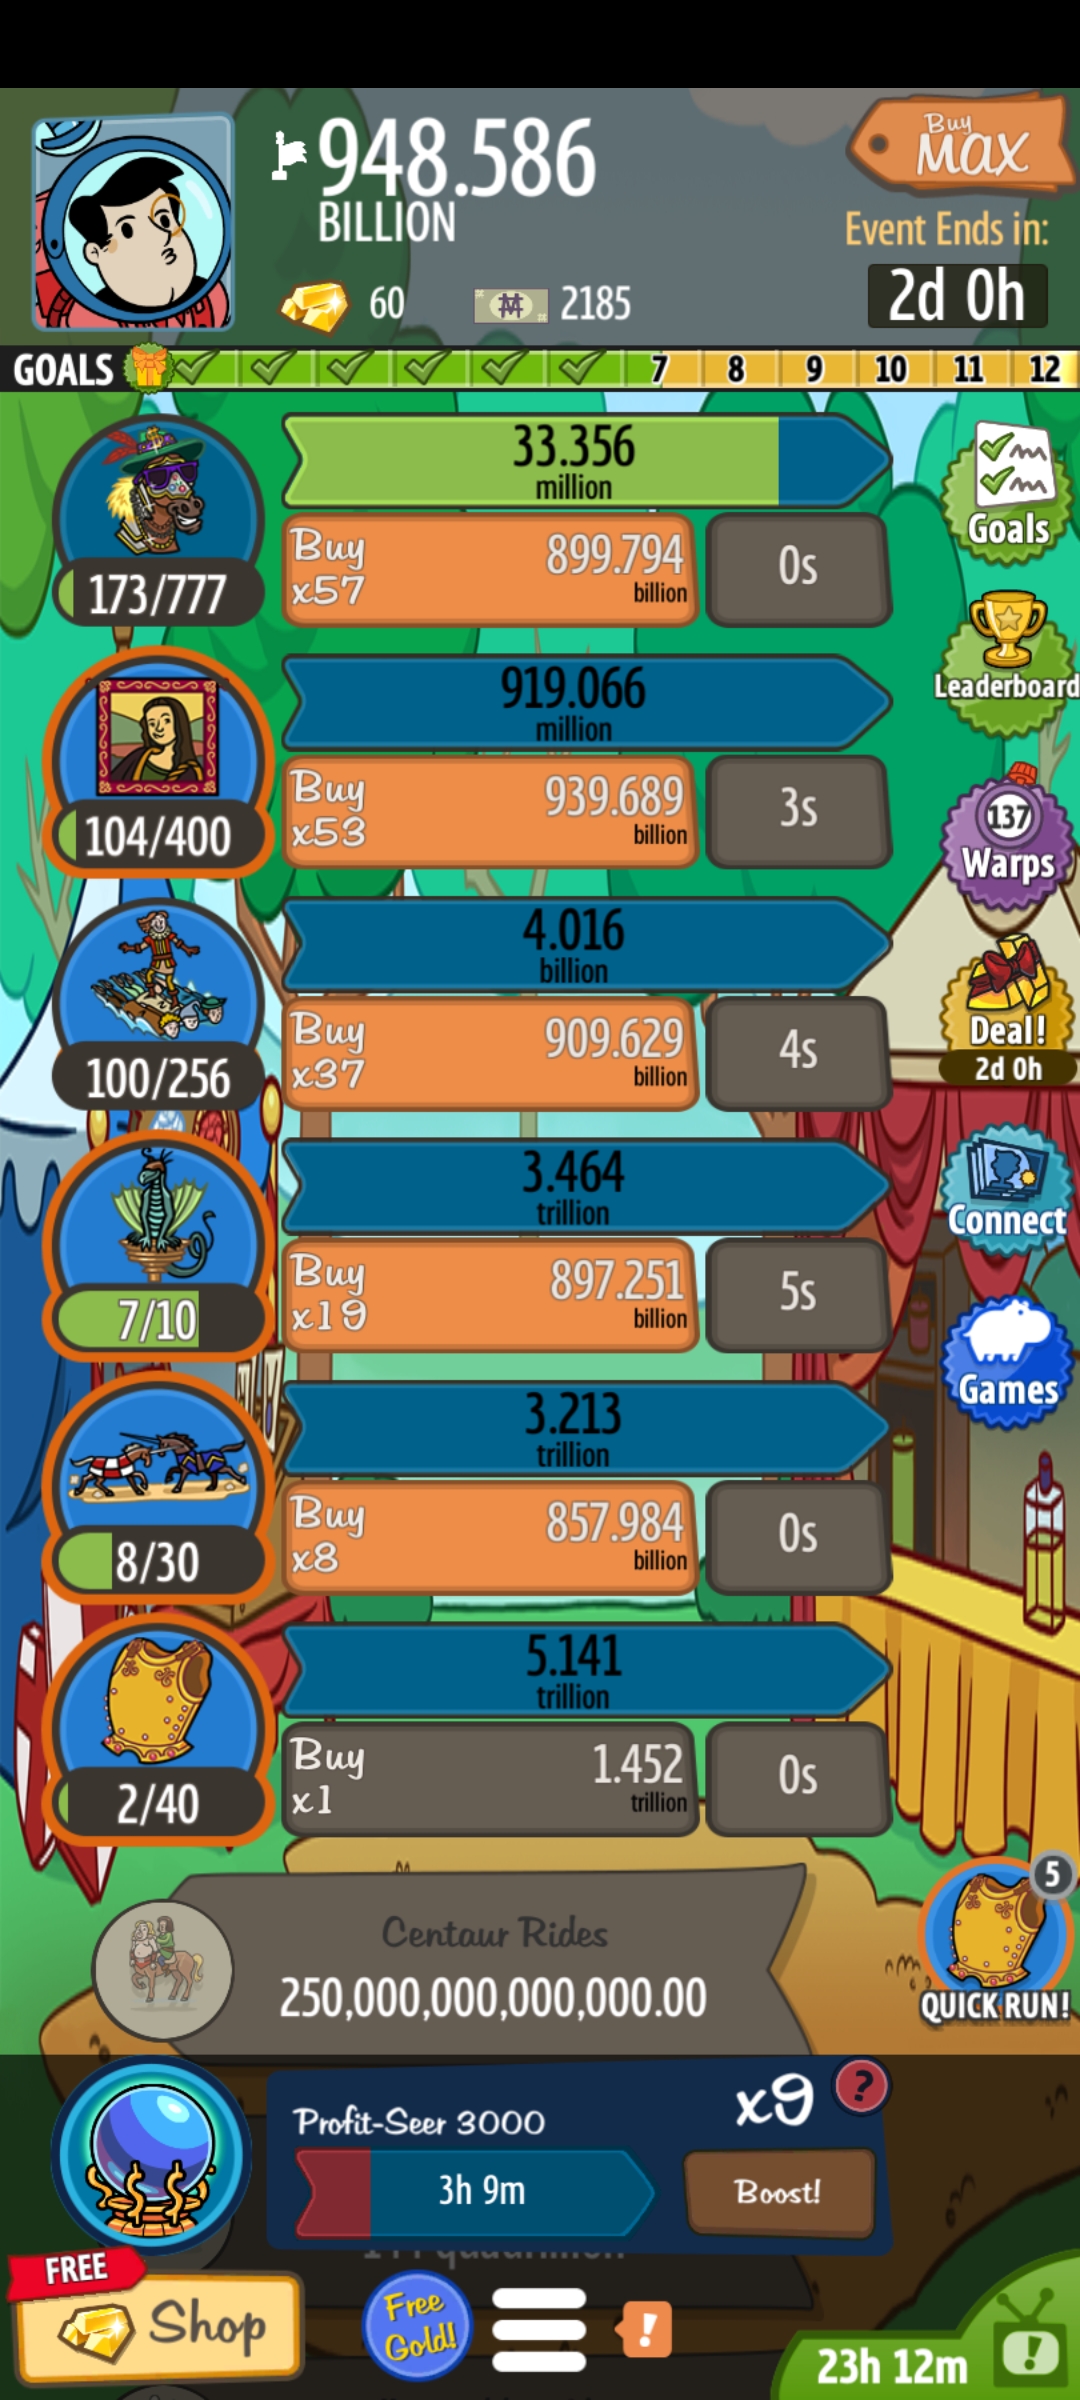 948.586
BILLION
Buy
MAX
Event Ends in:
2d 0h
60
2185
GOALS
7 8 9 10 11 12
33.356
million
173/777
Buy
x57
899.794
billion
0s
Goals
Leaderboard
919.066
million
104/400
Buy
x53
939.689
billion
3s
137
Warps
4.016
billion
100/256
Buy
x37
909.629
billion
4s
Deal!
2d 0h
3.464
trillion
7/10
Buy
x19
897.251
billion
5s
Connect
Games
3.213
trillion
8/30
Buy
x8
857.984
billion
0s
5.141
trillion
2/40
Buy
x1
1.452
trillion
0s
Centaur Rides
250,000,000,000,000.00
5
QUICK RUN!
Profit-Seer 3000
x9
?
3h 9m
Boost!
FREE
Shop
Free
Gold!
!
23h 12m
!